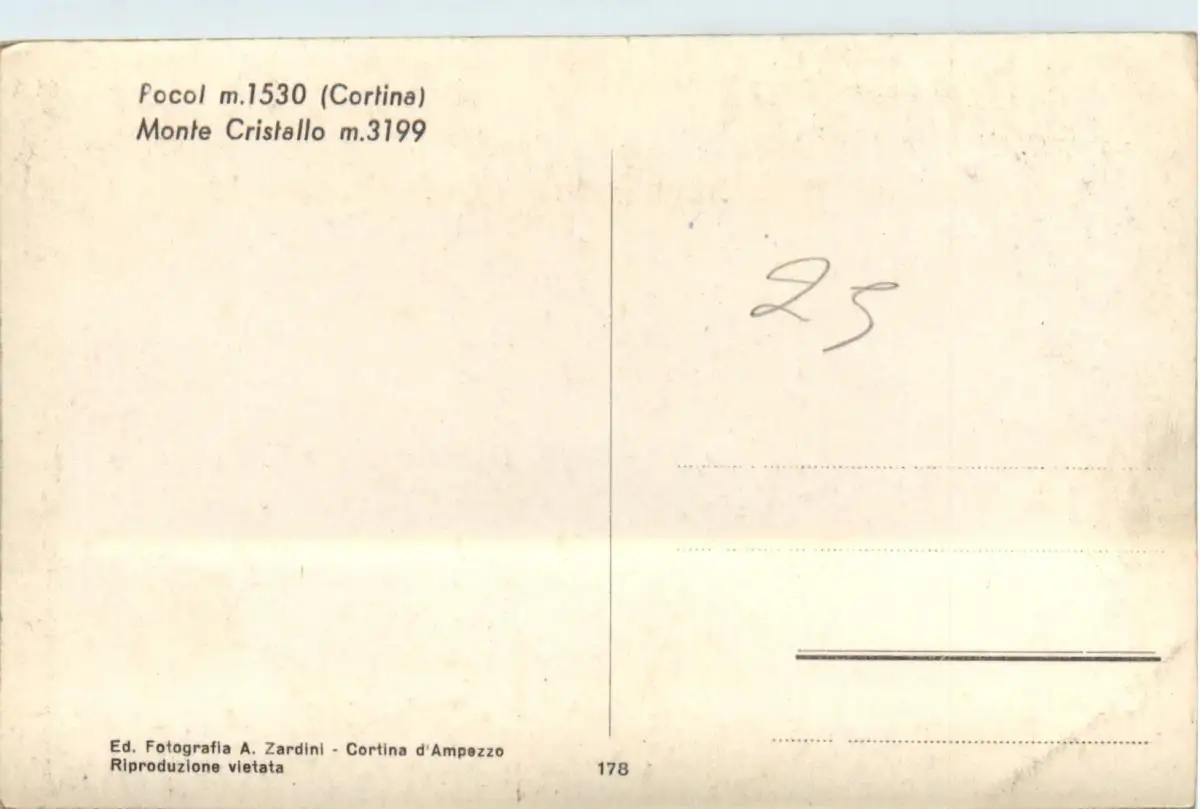 Pocol m.1530 (Cortina)
Monte Cristallo m.3199
25
Ed. Fotografia A. Zardini - Cortina d'Ampezzo
Riproduzione vietata
178